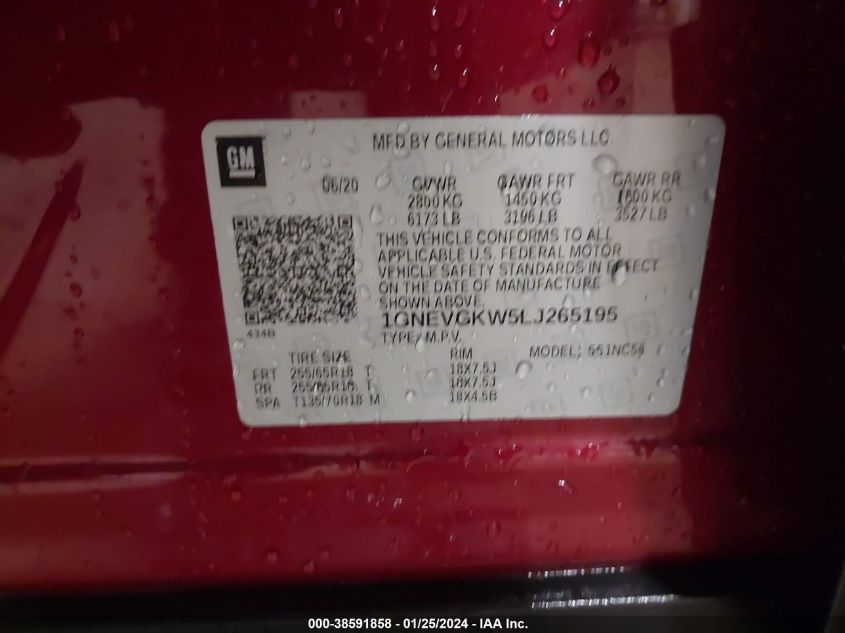 GM
MFD BY GENERAL MOTORS LLC
06/20 GVWR GAWR FRT GAWR RR
2800 KG 1450 KG 1600 KG
6173 LB 3196 LB 3527 LB
THIS VEHICLE CONFORMS TO ALL
APPLICABLE U.S. FEDERAL MOTOR
VEHICLE SAFETY STANDARDS IN EFFECT
ON THE DATE OF MANUFACTURE
SHOWN ABOVE.
434B
1GNEVGKW5LJ265195
TYPE: M.P.V.
TIRE SIZE RIM MODEL:
FRT 255/65R18 T 18X7.5J
RR 255/65R18 T 18X7.5J
SPA T135/70R18 M 18X4.5B
000-38591858 - 01/25/2024 - IAA Inc.